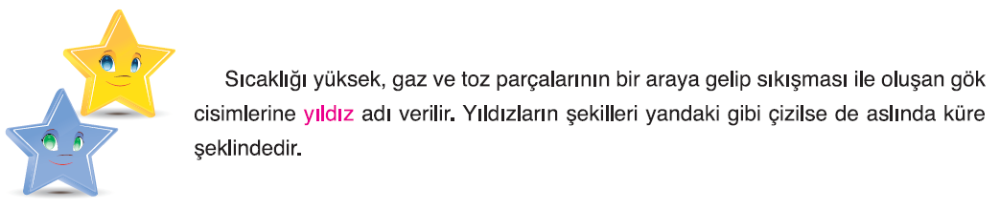 Sıcaklığı yüksek, gaz ve toz parçalarının bir araya gelip sıkışması ile oluşan gök
cisimlerine yıldız adı verilir. Yıldızların şekilleri yandaki gibi çizilse de aslında küre
şeklindedir.